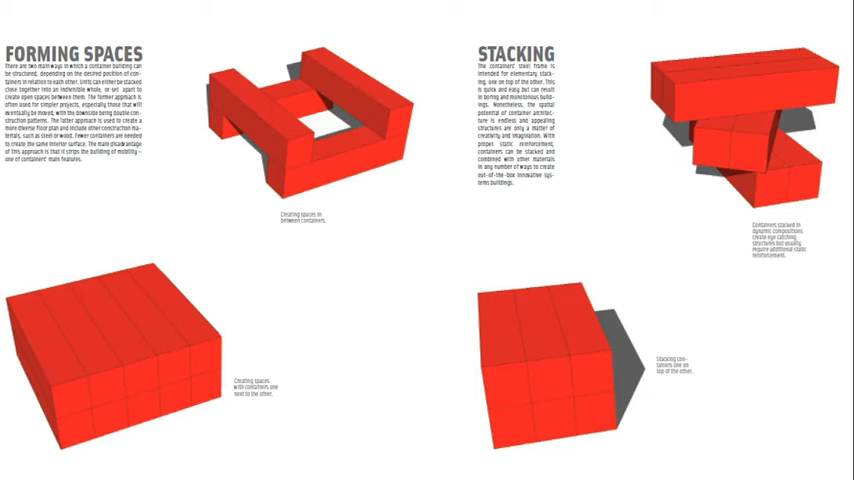 FORMING SPACES
There are two main ways in which a container building can
be structured, depending on the desired position of con-
tainers in relation to each other. Units can either be stacked
close together into an indivisible whole, or set apart to
create open spaces between them. The former approach is
often used for simpler projects, especially those that will
eventually be moved, with the downside being double con-
struction patterns. The latter approach is used to create a
more diverse floor plan and include other construction ma-
terials, such as steel or wood. Fewer containers are needed
to create the same interior surface. The main disadvantage
of this approach is that it strips the building of mobility –
one of containers' main features.
Creating spaces in
between containers.
Creating spaces
with containers one
next to the other.
STACKING
The containers' steel frame is
intended for elementary stack-
ing, one on top of the other. This
is quick and easy but can result
in boring and monotonous build-
ings. Nonetheless, the spatial
potential of container architec-
ture is endless and appealing
structures are only a matter of
creativity and imagination. With
proper static reinforcement,
containers can be stacked and
combined with other materials
in any number of ways to create
out-of-the-box innovative sys-
tems buildings.
Containers stacked in
dynamic compositions
create eye catching
structures but usually
require additional static
reinforcement.
Stacking con-
tainers one on
top of the other.